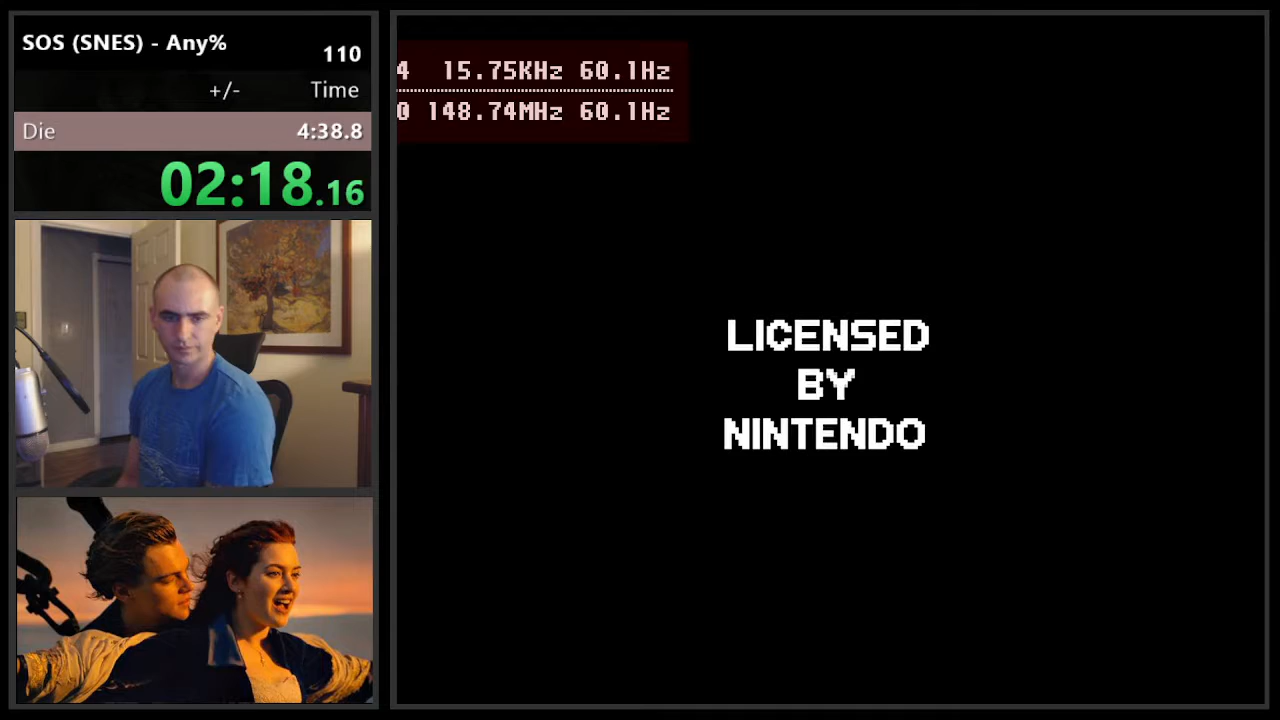 SOS (SNES) - Any%
110
+/- Time
Die 4:38.8
02:18.16
4 15.75KHz 60.1Hz
0 148.74MHz 60.1Hz
LICENSED
BY
NINTENDO